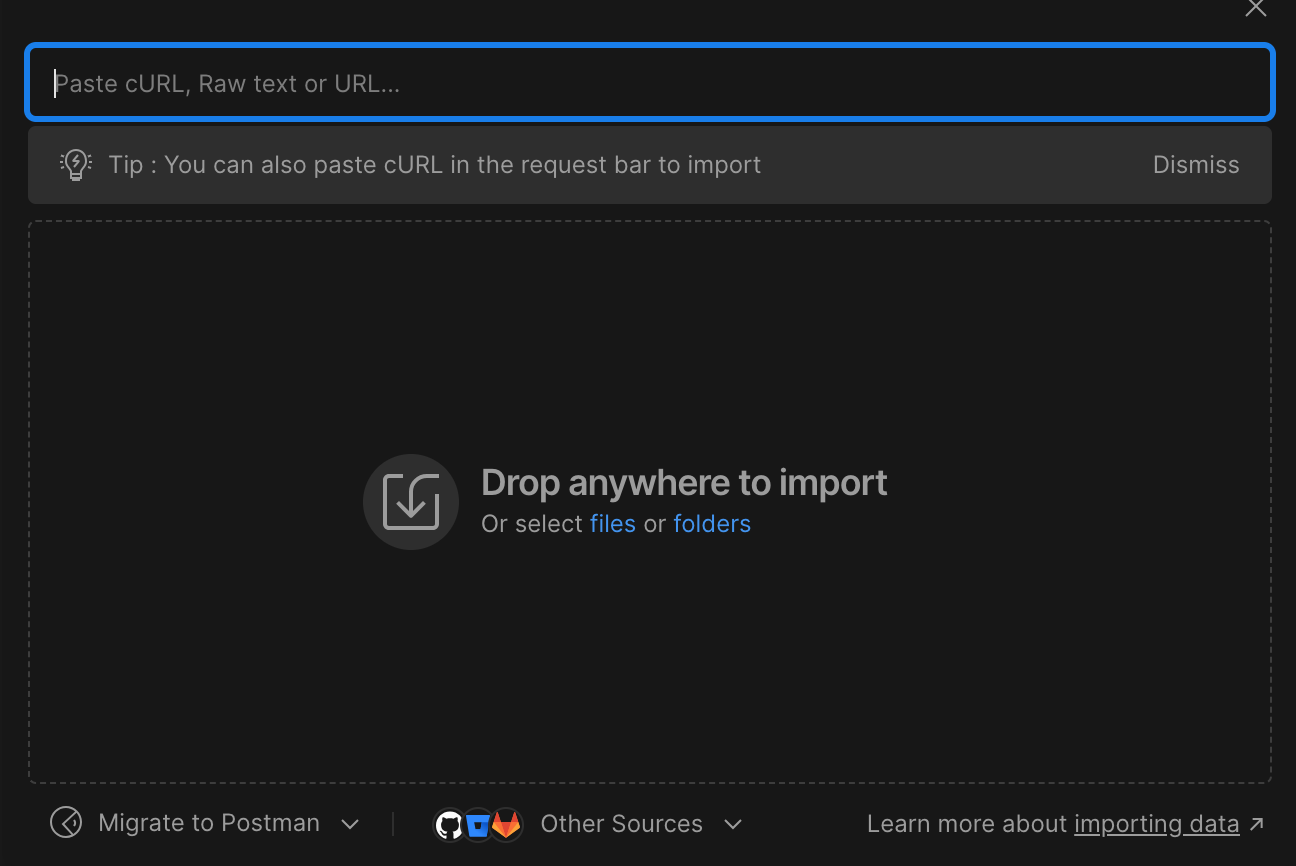 Paste cURL, Raw text or URL...
Tip : You can also paste cURL in the request bar to import
Dismiss
Drop anywhere to import
Or select files or folders
Migrate to Postman
Other Sources
Learn more about importing data ↗